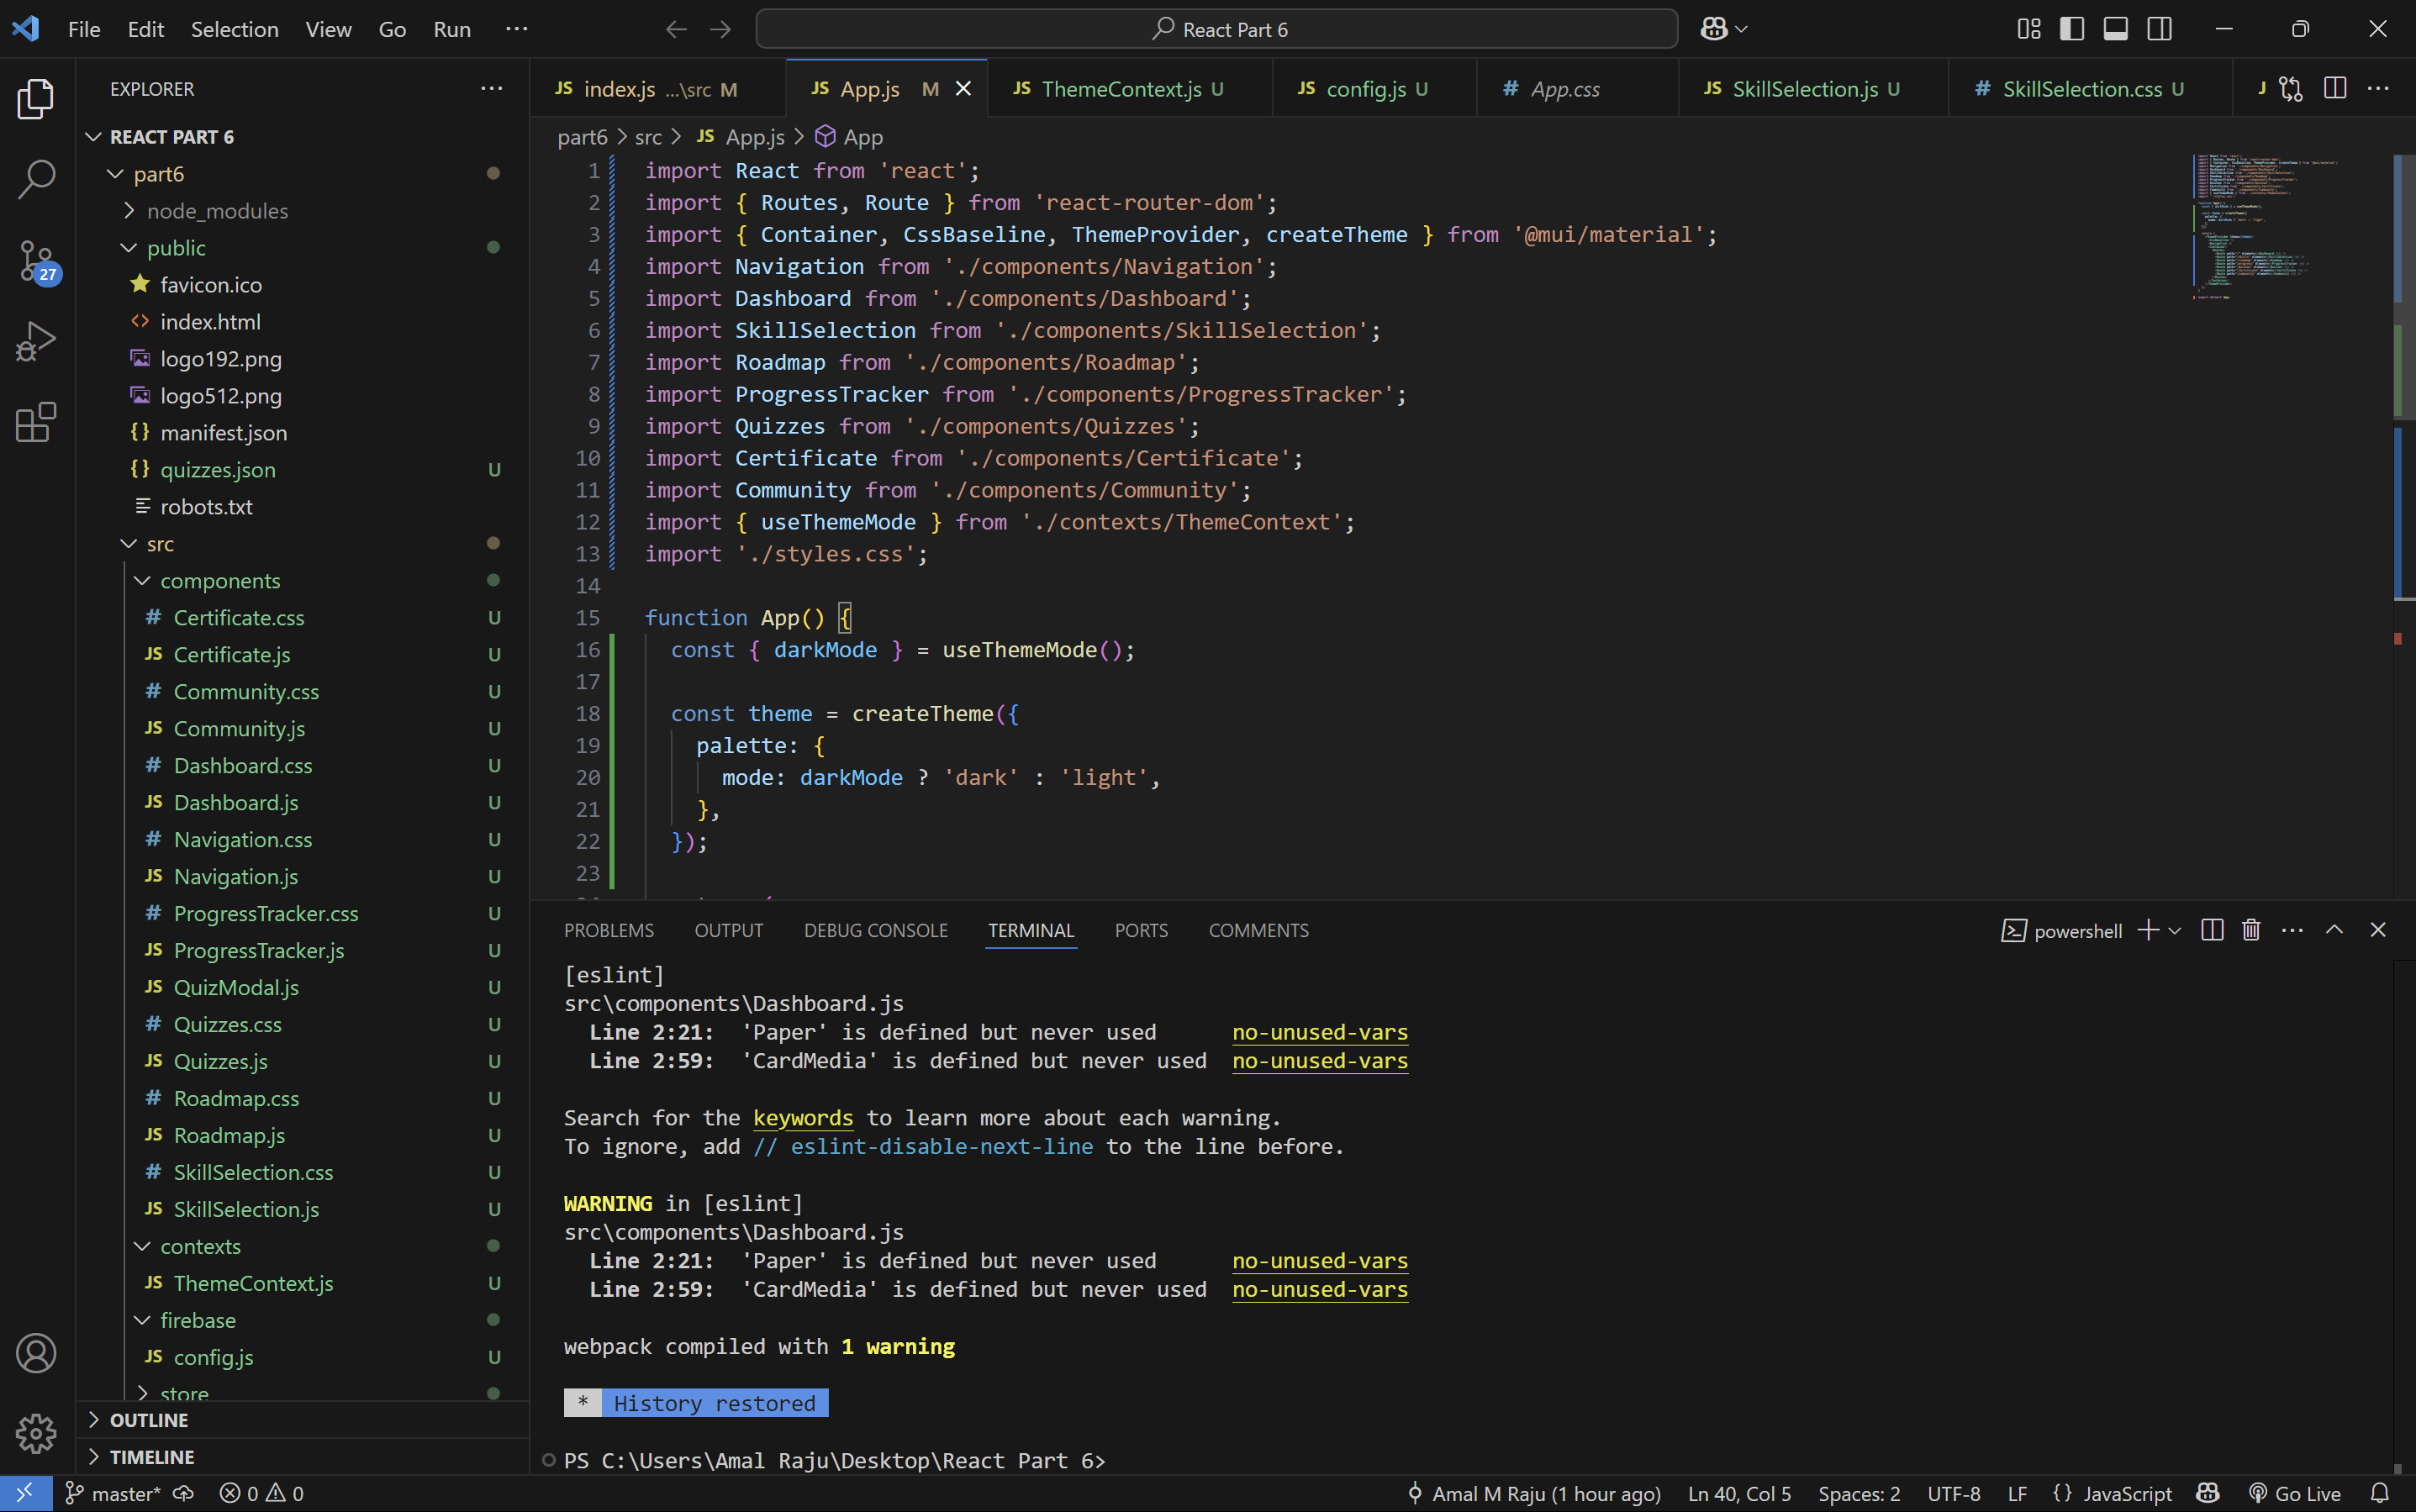 File Edit Selection View Go Run ···
React Part 6
EXPLORER
REACT PART 6
part6
node_modules
public
favicon.ico
index.html
logo192.png
logo512.png
manifest.json
quizzes.json U
robots.txt
src
components
Certificate.css U
Certificate.js U
Community.css U
Community.js U
Dashboard.css U
Dashboard.js U
Navigation.css U
Navigation.js U
ProgressTracker.css U
ProgressTracker.js U
QuizModal.js U
Quizzes.css U
Quizzes.js U
Roadmap.css U
Roadmap.js U
SkillSelection.css U
SkillSelection.js U
contexts
ThemeContext.js U
firebase
config.js U
store
OUTLINE
TIMELINE
27
JS index.js ...\src M JS App.js M JS ThemeContext.js U JS config.js U # App.css JS SkillSelection.js U # SkillSelection.css U J
part6 > src > JS App.js > App
1 import React from 'react';
2 import { Routes, Route } from 'react-router-dom';
3 import { Container, CssBaseline, ThemeProvider, createTheme } from '@mui/material';
4 import Navigation from './components/Navigation';
5 import Dashboard from './components/Dashboard';
6 import SkillSelection from './components/SkillSelection';
7 import Roadmap from './components/Roadmap';
8 import ProgressTracker from './components/ProgressTracker';
9 import Quizzes from './components/Quizzes';
10 import Certificate from './components/Certificate';
11 import Community from './components/Community';
12 import { useThemeMode } from './contexts/ThemeContext';
13 import './styles.css';
14
15 function App() {
16 const { darkMode } = useThemeMode();
17
18 const theme = createTheme({
19 palette: {
20 mode: darkMode ? 'dark' : 'light',
21 },
22 });
23
PROBLEMS OUTPUT DEBUG CONSOLE TERMINAL PORTS COMMENTS
powershell
[eslint]
src\components\Dashboard.js
Line 2:21: 'Paper' is defined but never used no-unused-vars
Line 2:59: 'CardMedia' is defined but never used no-unused-vars
Search for the keywords to learn more about each warning.
To ignore, add // eslint-disable-next-line to the line before.
WARNING in [eslint]
src\components\Dashboard.js
Line 2:21: 'Paper' is defined but never used no-unused-vars
Line 2:59: 'CardMedia' is defined but never used no-unused-vars
webpack compiled with 1 warning
* History restored
PS C:\Users\Amal Raju\Desktop\React Part 6>
master* 0 0 Amal M Raju (1 hour ago) Ln 40, Col 5 Spaces: 2 UTF-8 LF {} JavaScript Go Live